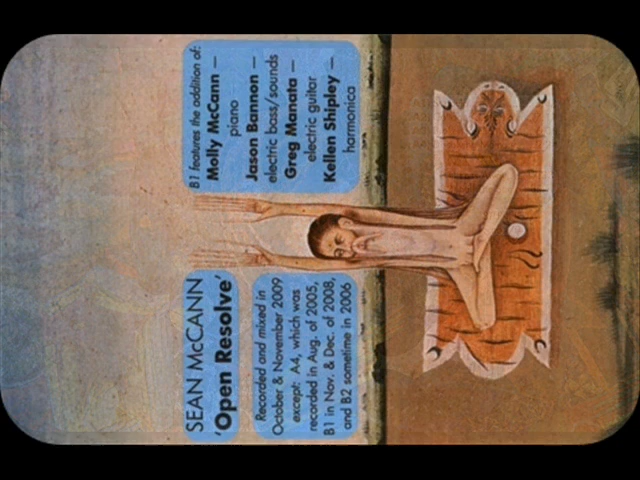 SEAN McCANN
'Open Resolve'
Recorded and mixed in
October & November 2009
except: A4, which was
recorded in Aug. of 2005,
B1 in Nov. & Dec. of 2008,
and B2 sometime in 2006
B1 features the addition of:
Molly McCann –
piano
Jason Bannon –
electric bass/sounds
Greg Manata –
electric guitar
Kellen Shipley –
harmonica